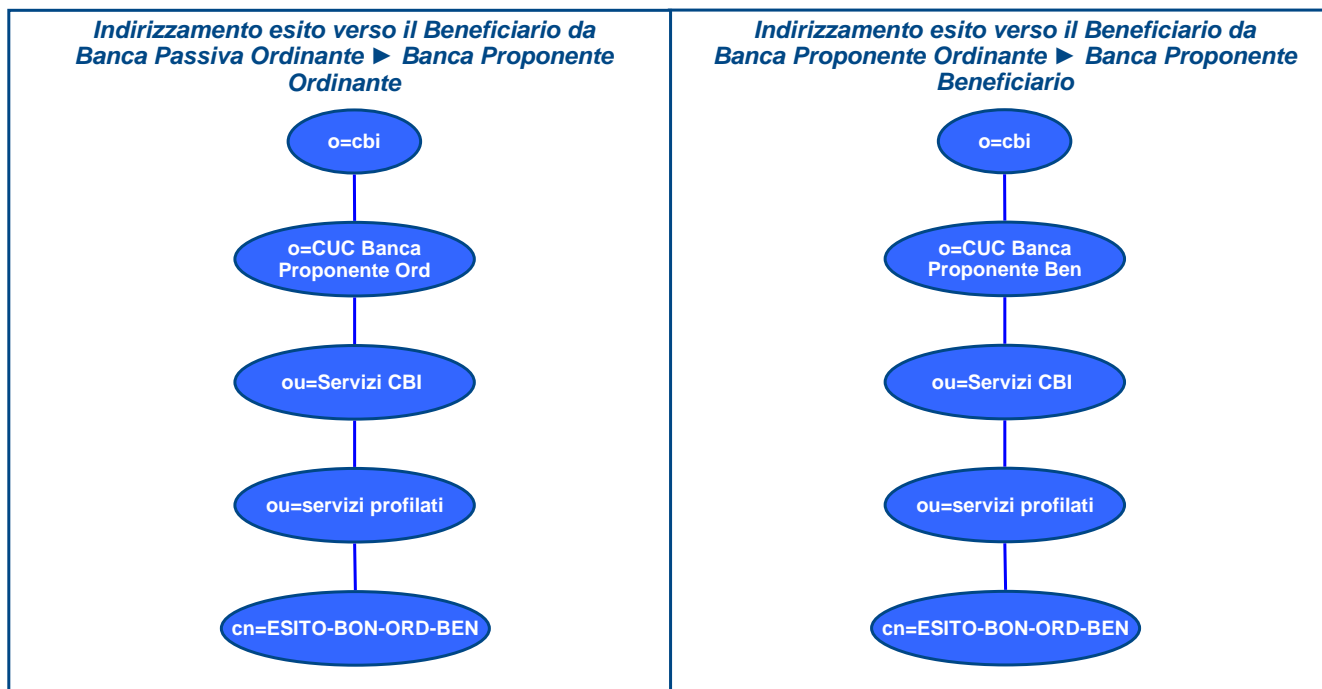 Indirizzamento esito verso il Beneficiario da
Banca Passiva Ordinante ► Banca Proponente
Ordinante
o=cbi
o=CUC Banca
Proponente Ord
ou=Servizi CBI
ou=servizi profilati
cn=ESITO-BON-ORD-BEN
Indirizzamento esito verso il Beneficiario da
Banca Proponente Ordinante ► Banca Proponente
Beneficiario
o=cbi
o=CUC Banca
Proponente Ben
ou=Servizi CBI
ou=servizi profilati
cn=ESITO-BON-ORD-BEN